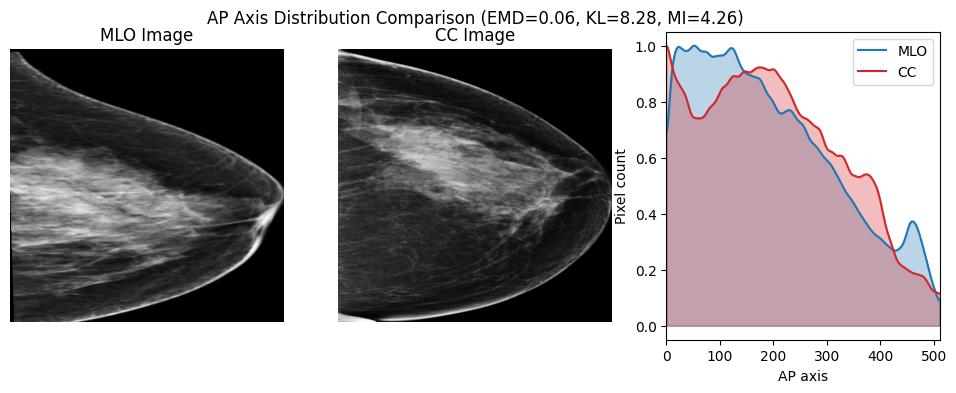 AP Axis Distribution Comparison (EMD=0.06, KL=8.28, MI=4.26)
MLO Image
CC Image
MLO
CC
Pixel count
1.0
0.8
0.6
0.4
0.2
0.0
0 100 200 300 400 500
AP axis